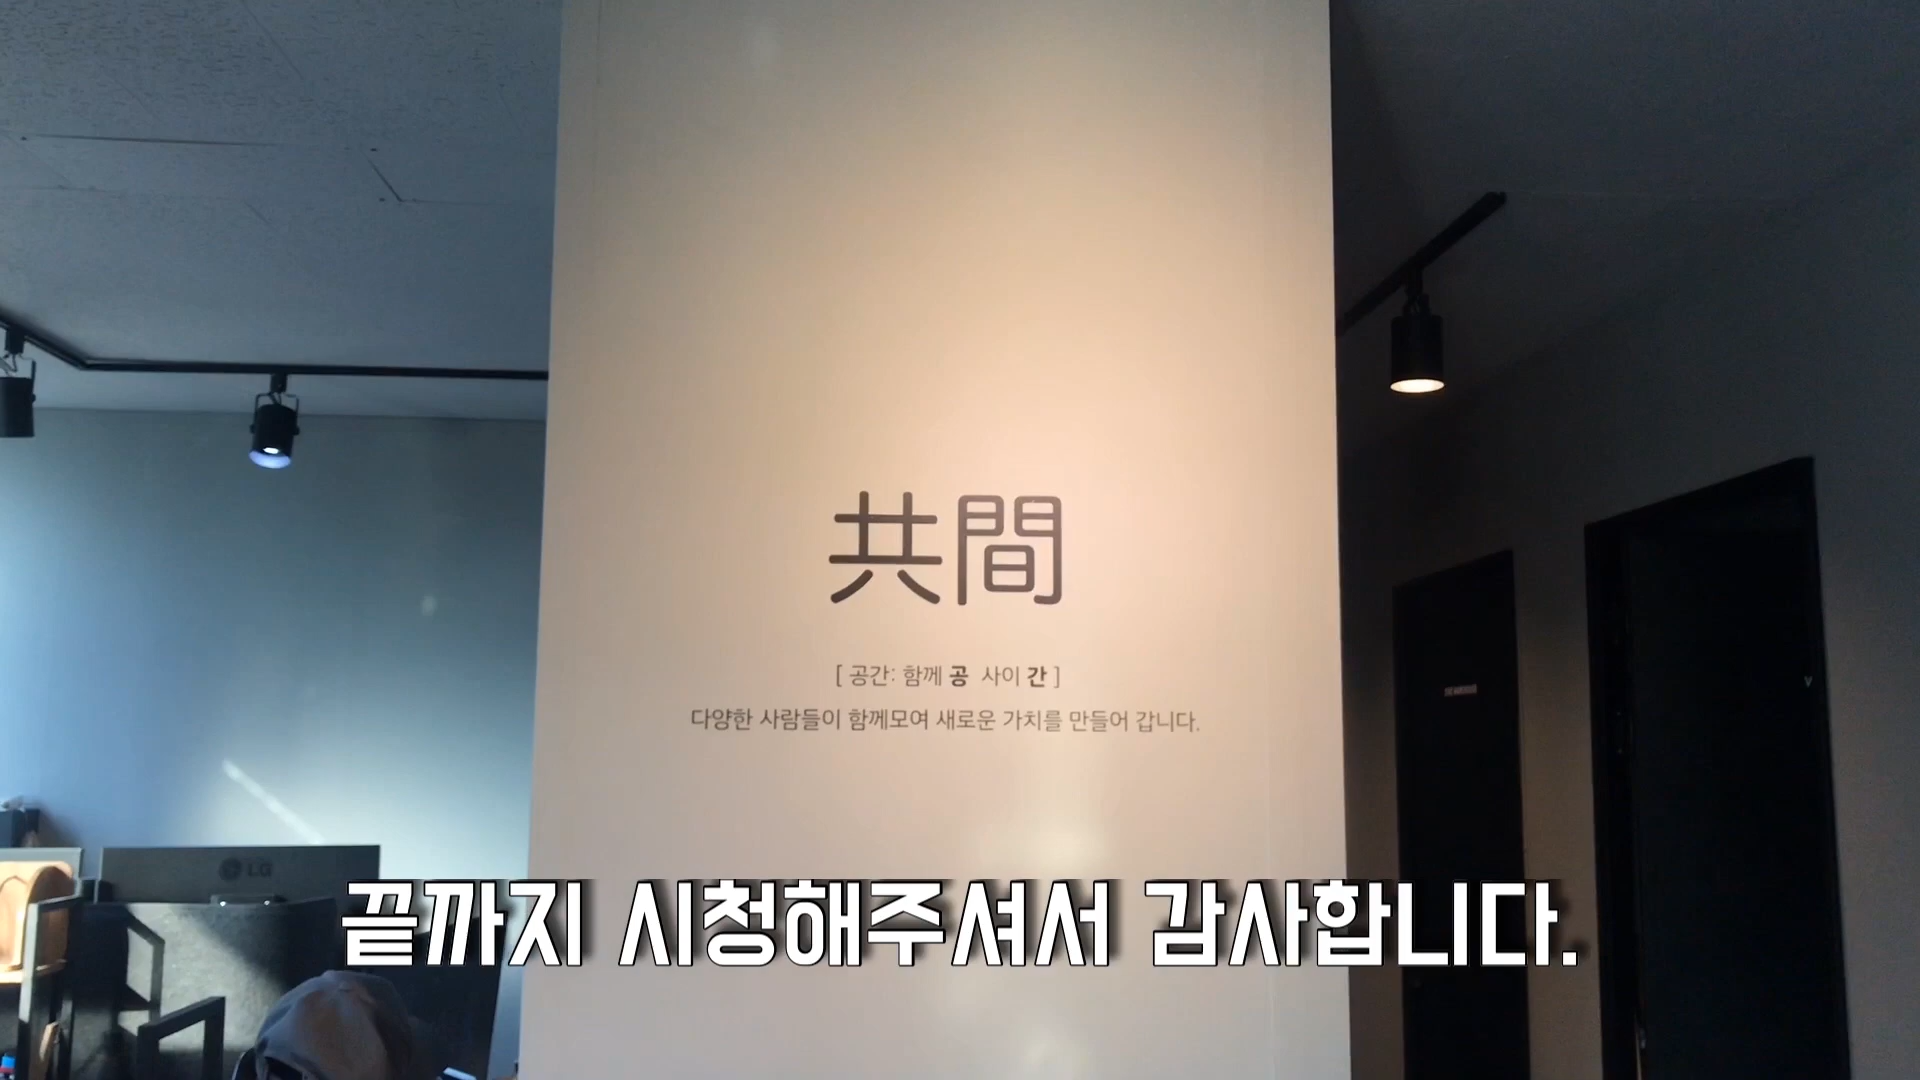 共間
[ 공간: 함께 공 사이 간 ]
다양한 사람들이 함께모여 새로운 가치를 만들어 갑니다.
LG
끝까지 시청해주셔서 감사합니다.